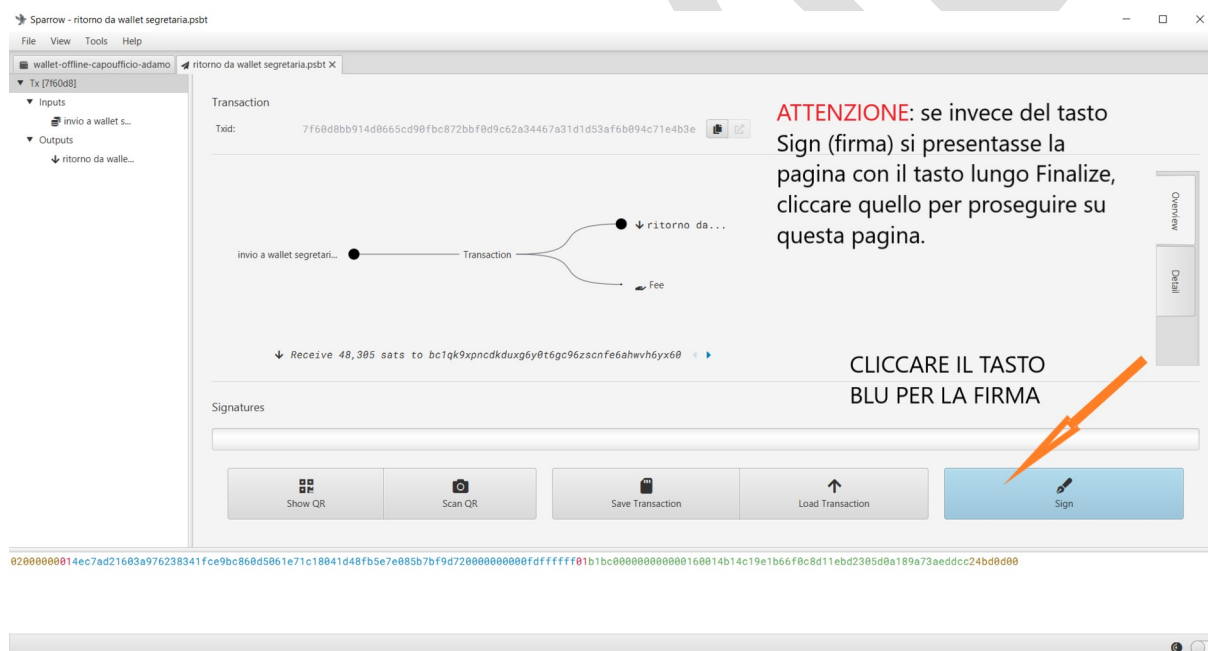 Sparrow - ritorno da wallet segretaria.psbt
File View Tools Help
wallet-offline-capoufficio-adamo
ritorno da wallet segretaria.psbt X
Tx [7f60d8]
Inputs
invio a wallet s...
Outputs
ritorno da walle...
Transaction
Txid: 7f60d8bb914d0665cd90fbc872bbf0d9c62a34467a31d1d53af6b094c71e4b3e
ATTENZIONE: se invece del tasto
Sign (firma) si presentasse la
pagina con il tasto lungo Finalize,
cliccare quello per proseguire su
questa pagina.
Overview
Detail
ritorno da...
invio a wallet segretari...
Transaction
Fee
Receive 48,305 sats to bc1qk9xpncdkduxg6y0t6gc96zscnfe6ahwvh6yx60
CLICCARE IL TASTO
BLU PER LA FIRMA
Signatures
Show QR
Scan QR
Save Transaction
Load Transaction
Sign
02000000014ec7ad21603a976238341fce9bc860d5061e71c18041d48fb5e7e085b7bf9d720000000000fdffffff01b1bc000000000000160014b14c19e1b66f0c8d11ebd2305d0a189a73aeddcc24bd0d00